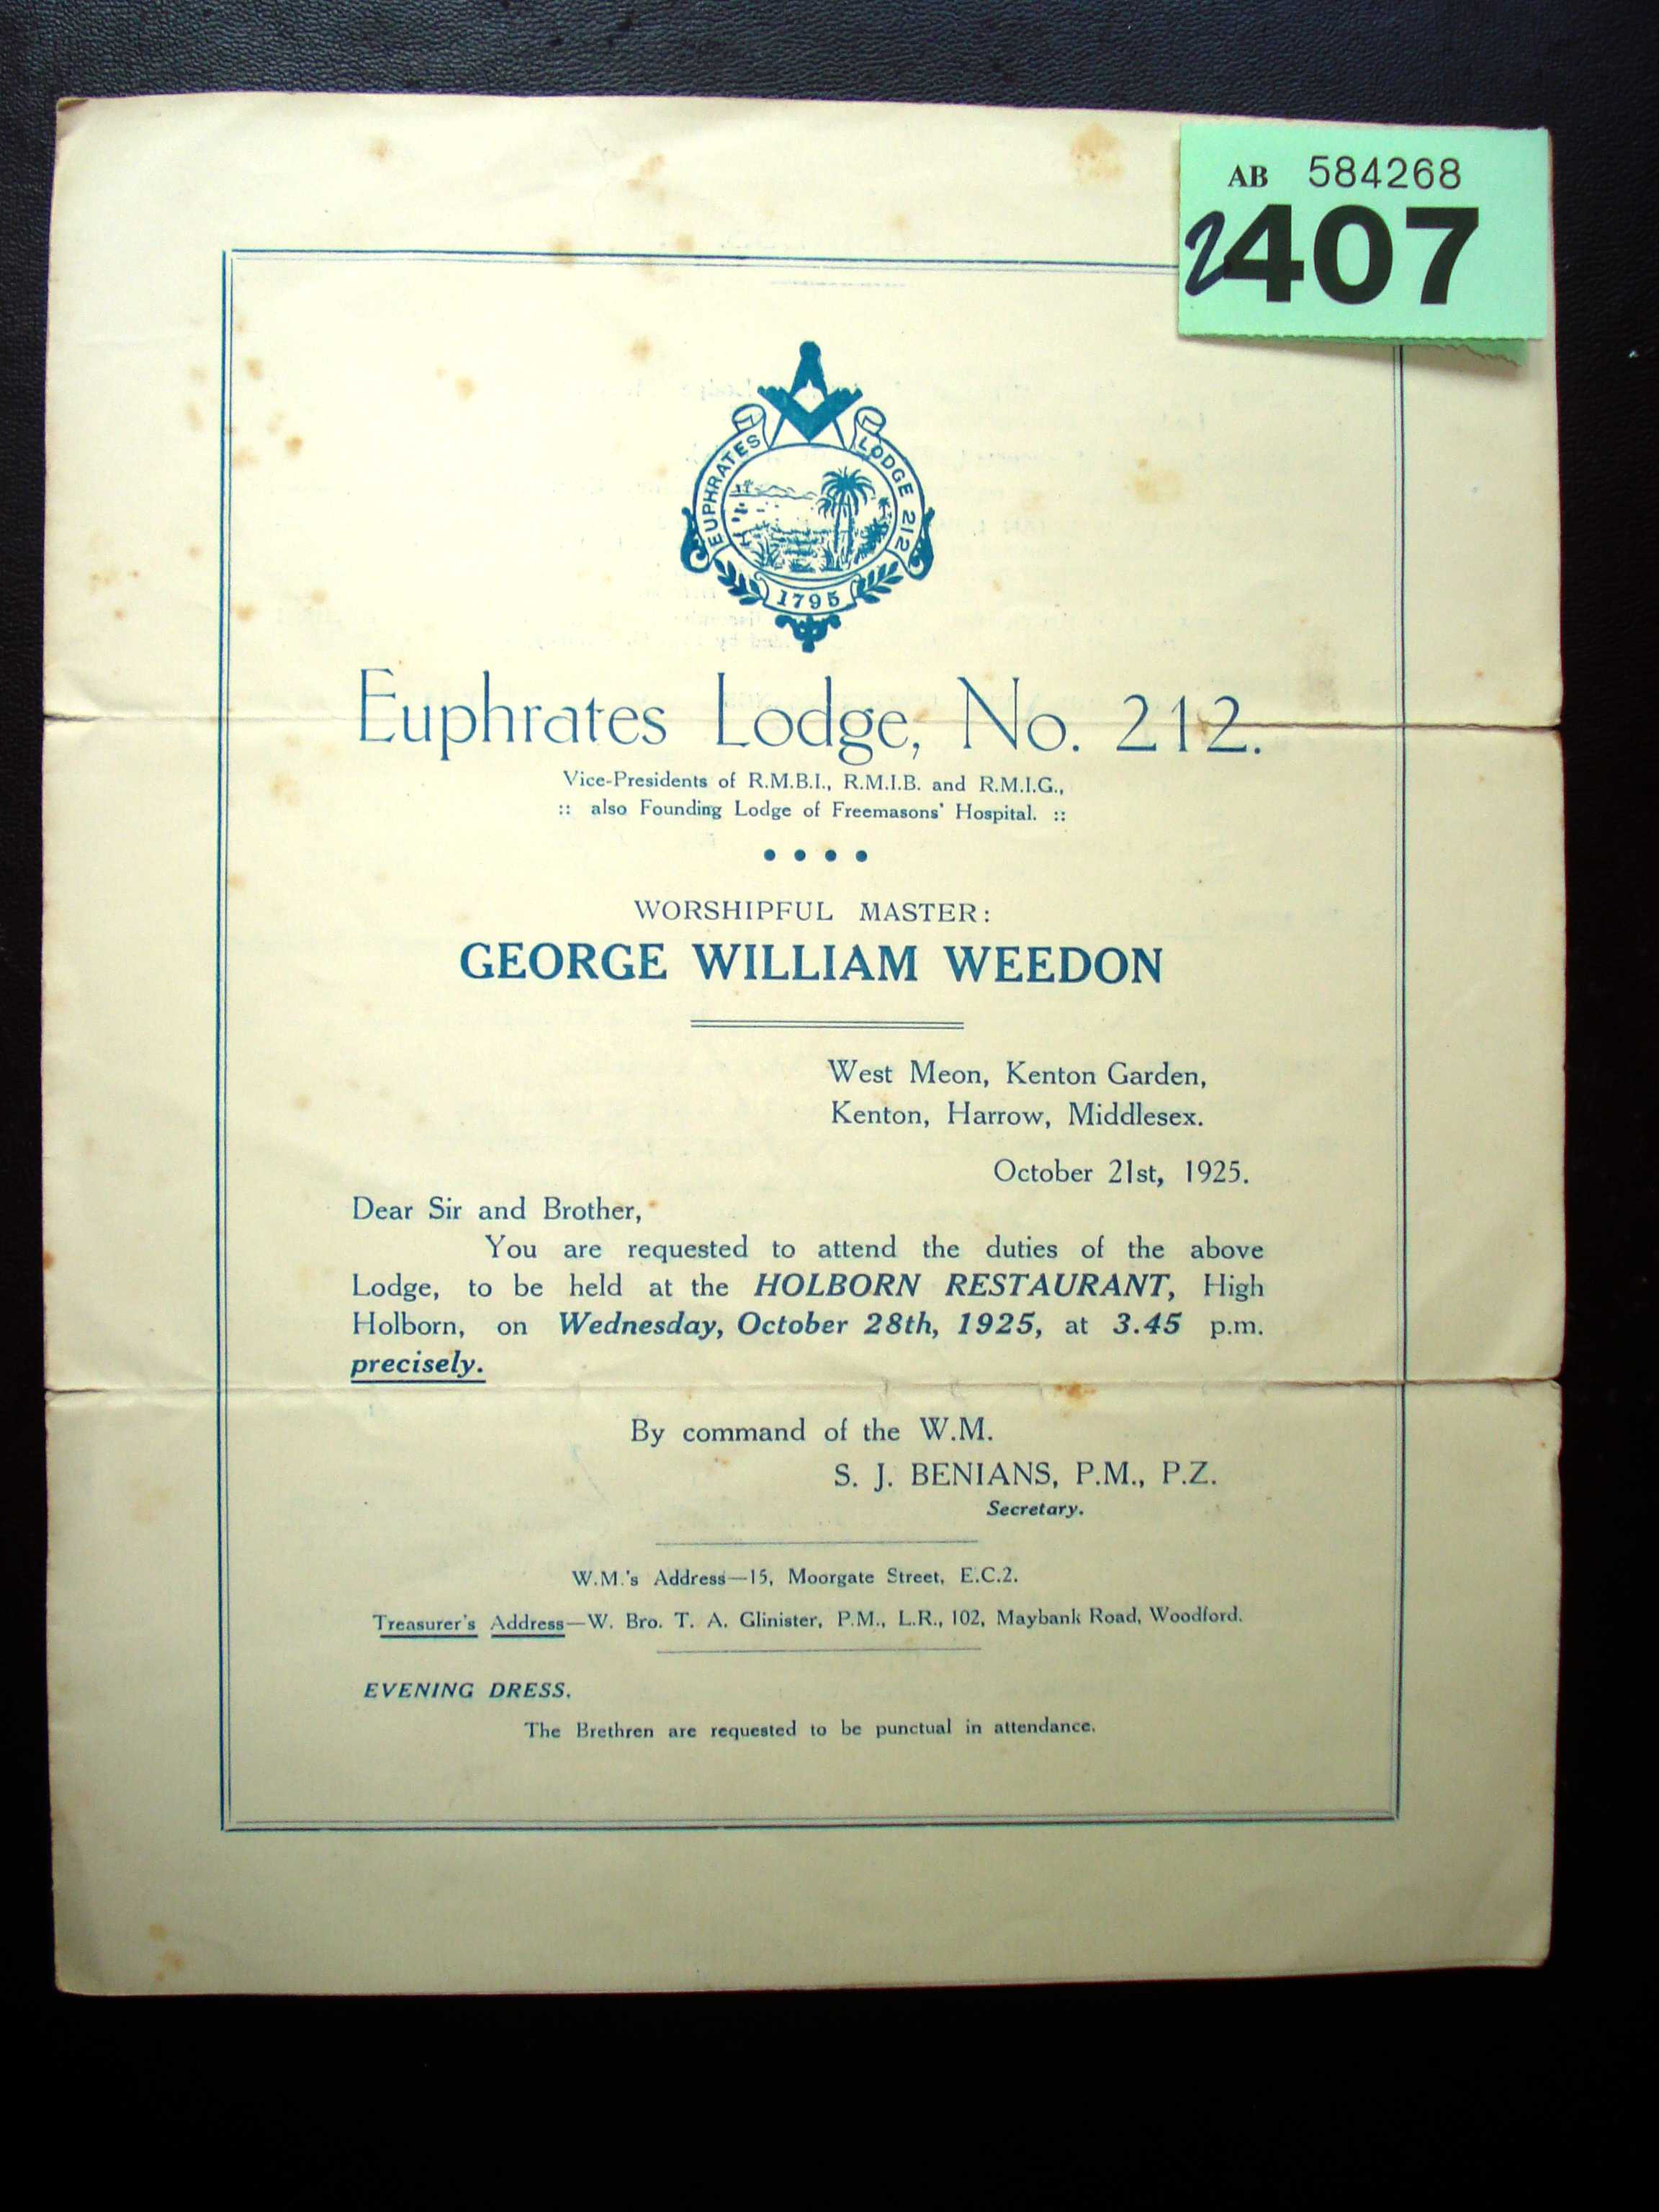 AB 584268
2407
EUPHRATES LODGE 212
1795
Euphrates Lodge, No. 212.
Vice-Presidents of R.M.B.I., R.M.I.B. and R.M.I.G.,
:: also Founding Lodge of Freemasons' Hospital. ::
WORSHIPFUL MASTER:
GEORGE WILLIAM WEEDON
West Meon, Kenton Garden,
Kenton, Harrow, Middlesex.
October 21st, 1925.
Dear Sir and Brother,
You are requested to attend the duties of the above
Lodge, to be held at the HOLBORN RESTAURANT, High
Holborn, on Wednesday, October 28th, 1925, at 3.45 p.m.
precisely.
By command of the W.M.
S. J. BENIANS, P.M., P.Z.
Secretary.
W.M.'s Address—15, Moorgate Street, E.C.2.
Treasurer's Address—W. Bro. T. A. Glinister, P.M., L.R., 102, Maybank Road, Woodford.
EVENING DRESS.
The Brethren are requested to be punctual in attendance.